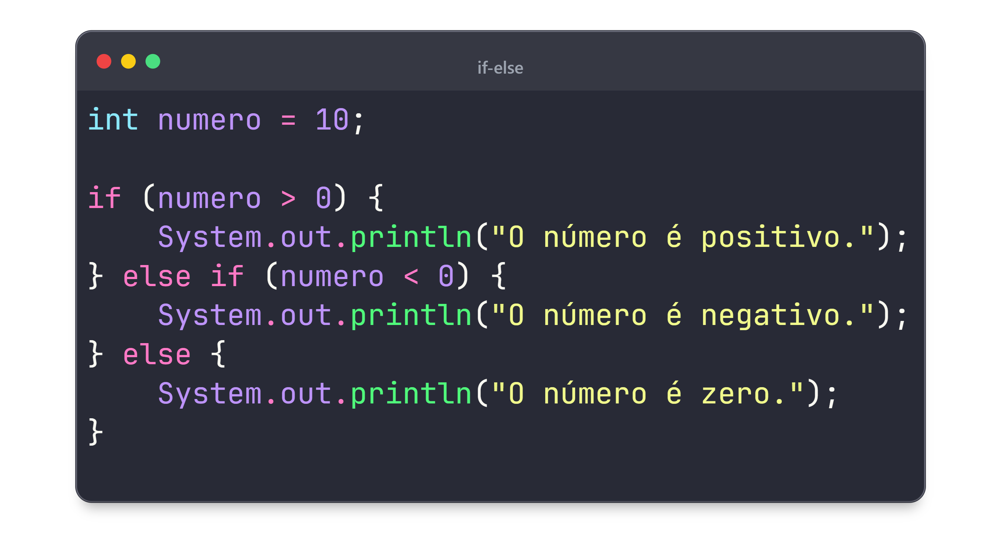 if-else
int numero = 10;
if (numero > 0) {
    System.out.println("O número é positivo.");
} else if (numero < 0) {
    System.out.println("O número é negativo.");
} else {
    System.out.println("O número é zero.");
}